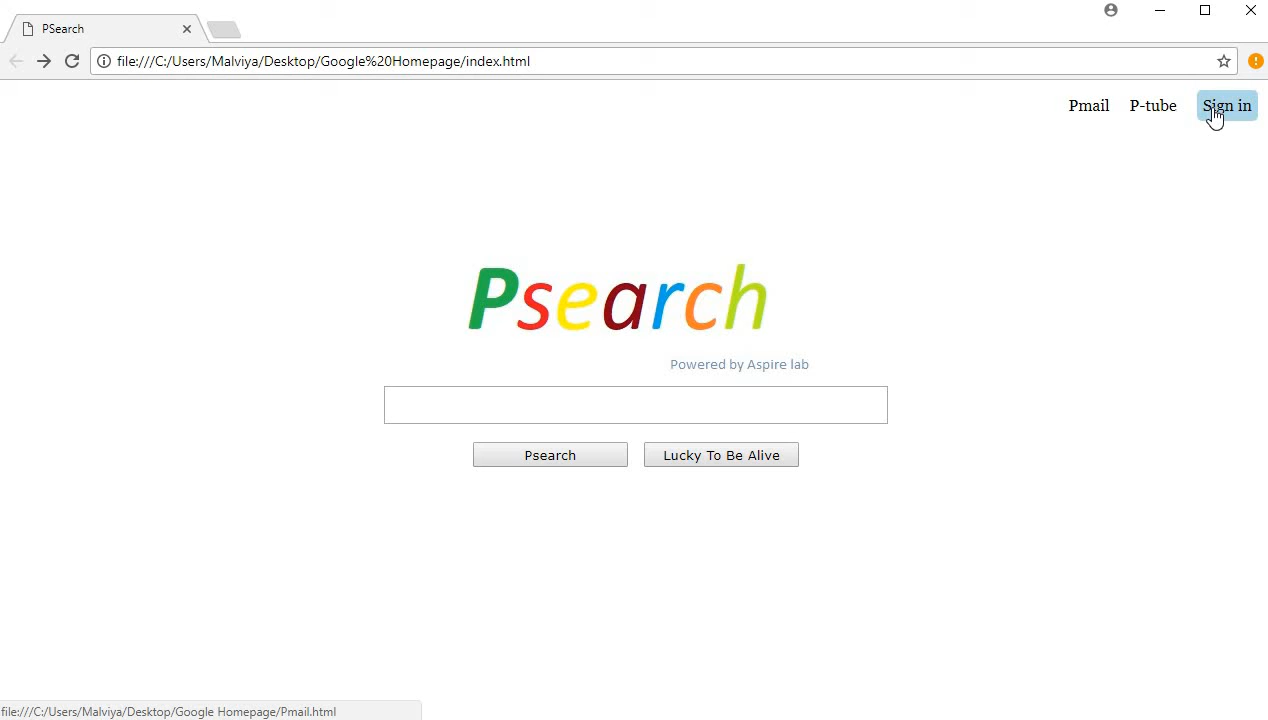 PSearch
file:///C:/Users/Malviya/Desktop/Google%20Homepage/index.html
Pmail P-tube Sign in
Psearch
Powered by Aspire lab
Psearch Lucky To Be Alive
file:///C:/Users/Malviya/Desktop/Google Homepage/Pmail.html